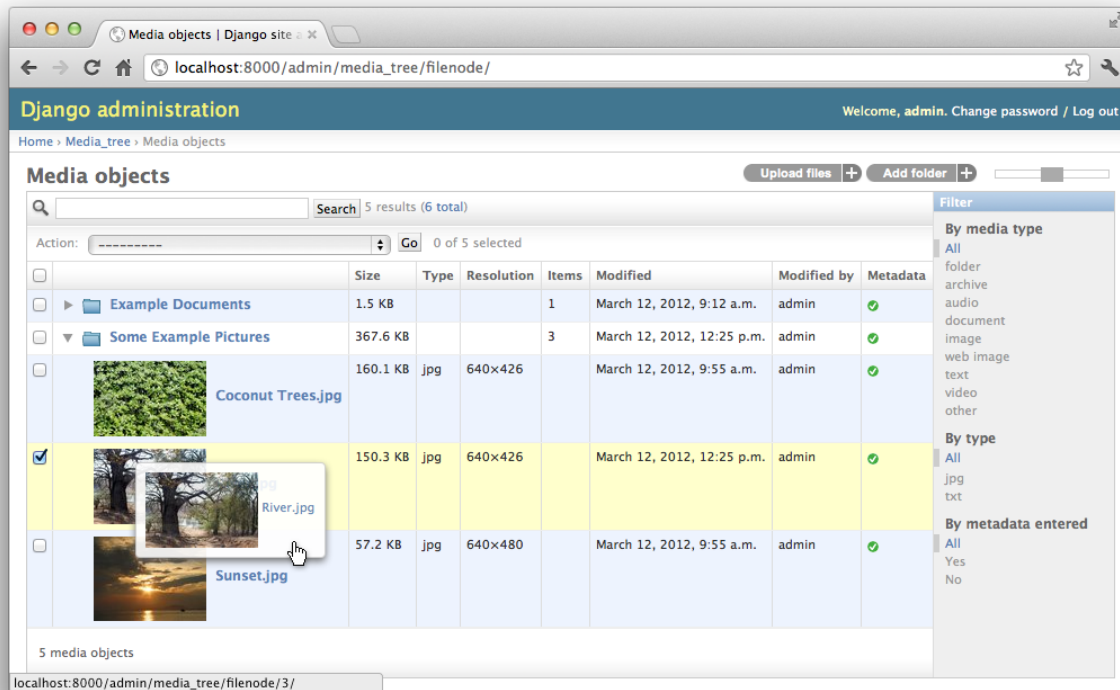 Media objects | Django site a
localhost:8000/admin/media_tree/filenode/
Django administration
Welcome, admin. Change password / Log out
Home › Media_tree › Media objects
Media objects
Upload files +
Add folder +
Search 5 results (6 total)
Action: --------- Go 0 of 5 selected
Size Type Resolution Items Modified Modified by Metadata
Example Documents 1.5 KB 1 March 12, 2012, 9:12 a.m. admin
Some Example Pictures 367.6 KB 3 March 12, 2012, 12:25 p.m. admin
Coconut Trees.jpg 160.1 KB jpg 640×426 March 12, 2012, 9:55 a.m. admin
150.3 KB jpg 640×426 March 12, 2012, 12:25 p.m. admin
River.jpg
Sunset.jpg 57.2 KB jpg 640×480 March 12, 2012, 9:55 a.m. admin
5 media objects
Filter
By media type
All
folder
archive
audio
document
image
web image
text
video
other
By type
All
jpg
txt
By metadata entered
All
Yes
No
localhost:8000/admin/media_tree/filenode/3/